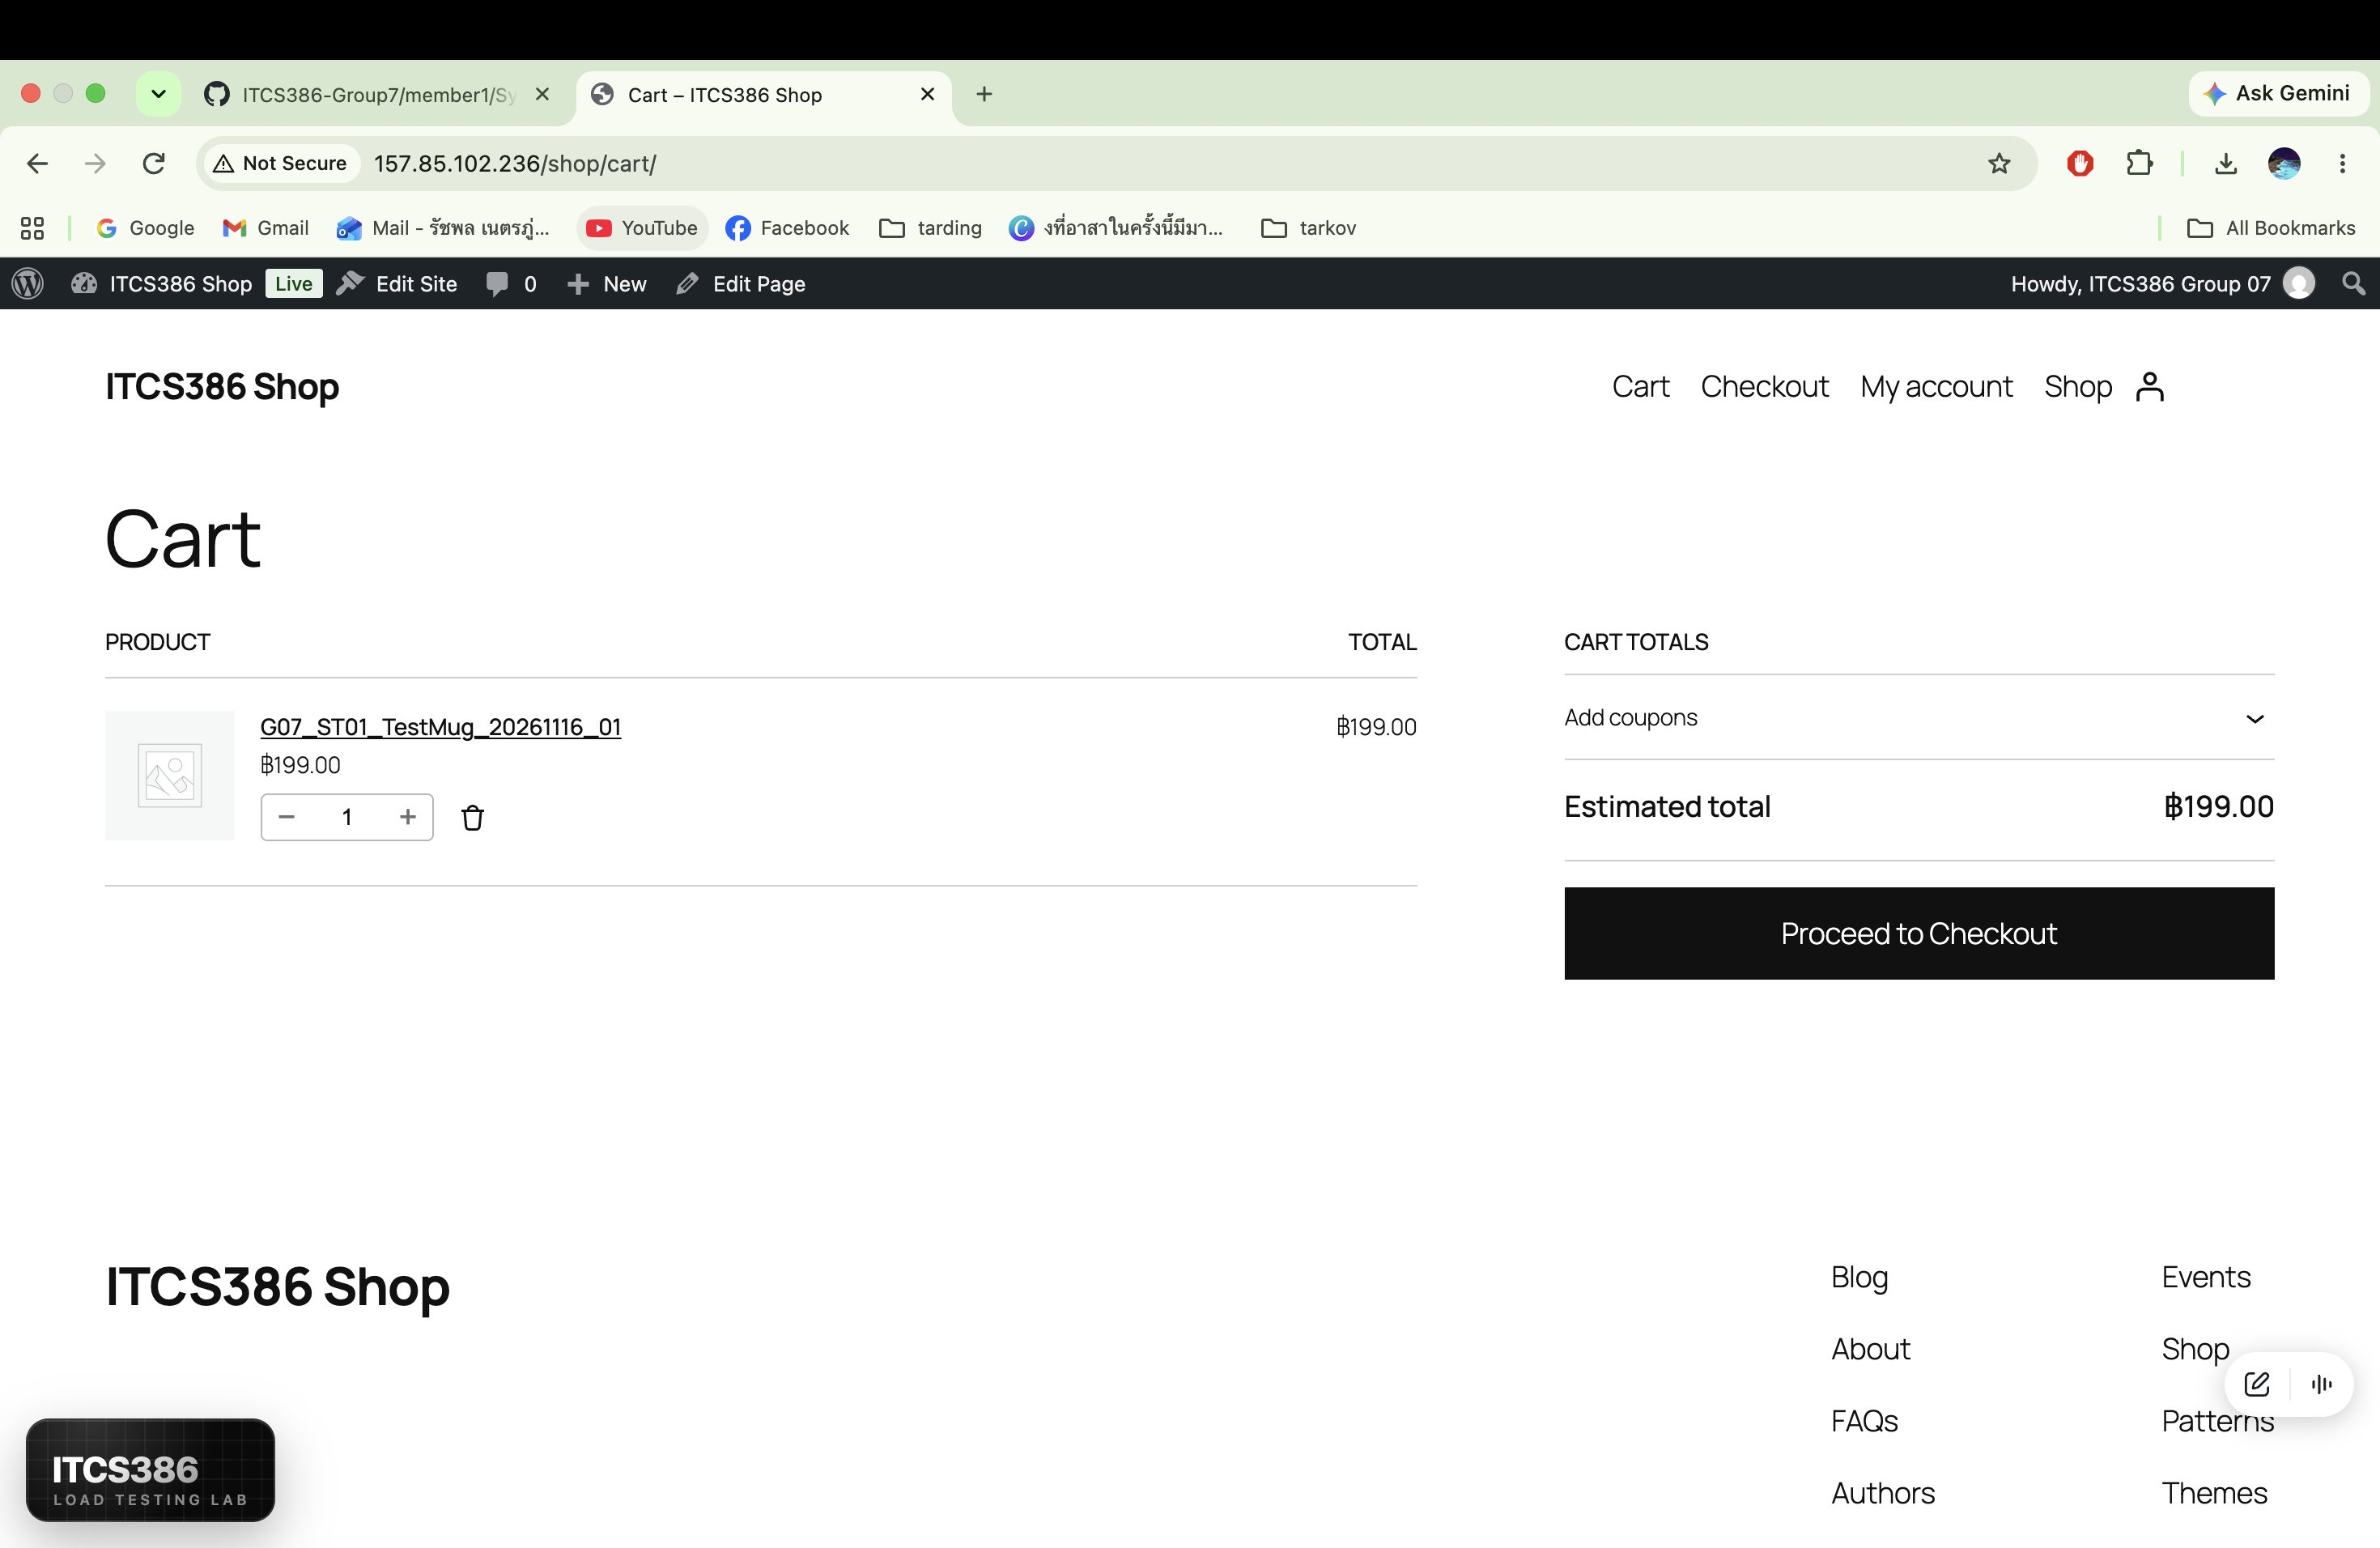 ITCS386-Group7/member1/Sy
Cart – ITCS386 Shop
Ask Gemini
Not Secure 157.85.102.236/shop/cart/
Google Gmail Mail - รัชพล เนตรภู่... YouTube Facebook tarding งที่อาสาในครั้งนี้มีมา... tarkov All Bookmarks
ITCS386 Shop Live Edit Site 0 New Edit Page Howdy, ITCS386 Group 07
ITCS386 Shop Cart Checkout My account Shop
Cart
PRODUCT TOTAL
G07_ST01_TestMug_20261116_01 ฿199.00
฿199.00
1
CART TOTALS
Add coupons
Estimated total ฿199.00
Proceed to Checkout
ITCS386 Shop
Blog
About
FAQs
Authors
Events
Shop
Patterns
Themes
ITCS386
LOAD TESTING LAB